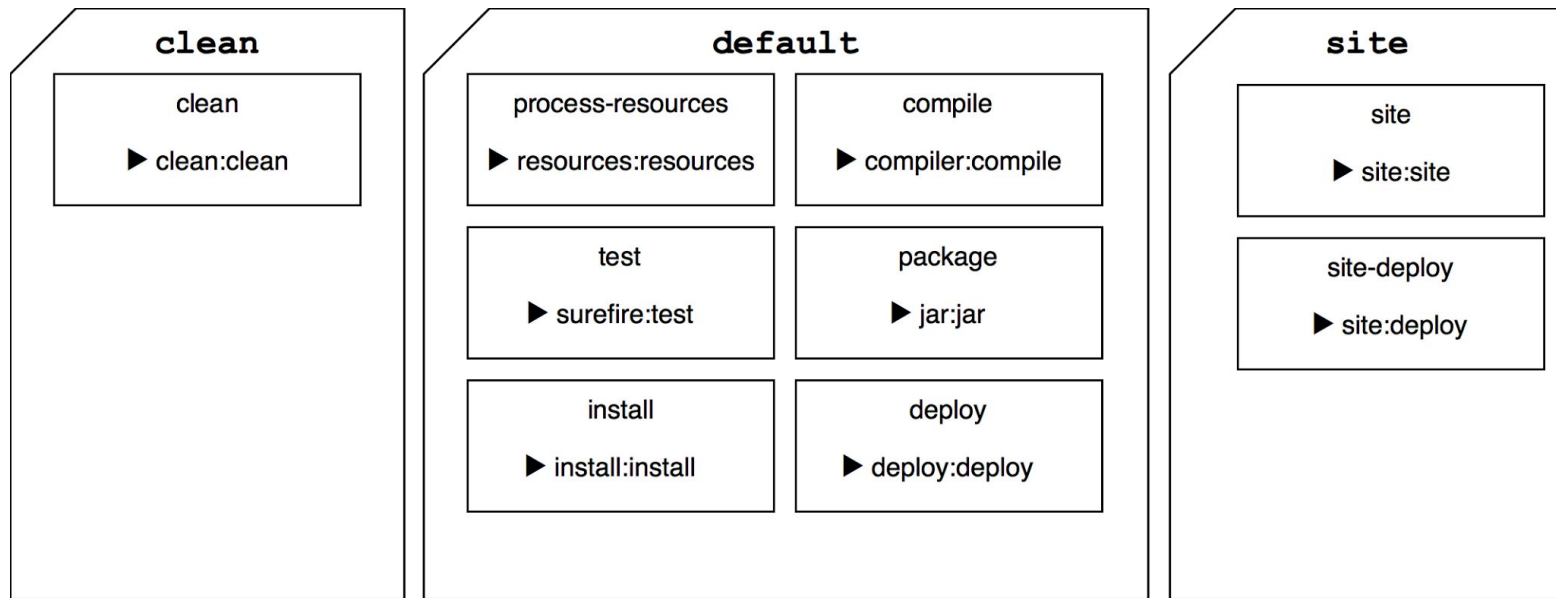 clean
clean
▶ clean:clean
default
process-resources
▶ resources:resources
compile
▶ compiler:compile
test
▶ surefire:test
package
▶ jar:jar
install
▶ install:install
deploy
▶ deploy:deploy
site
site
▶ site:site
site-deploy
▶ site:deploy